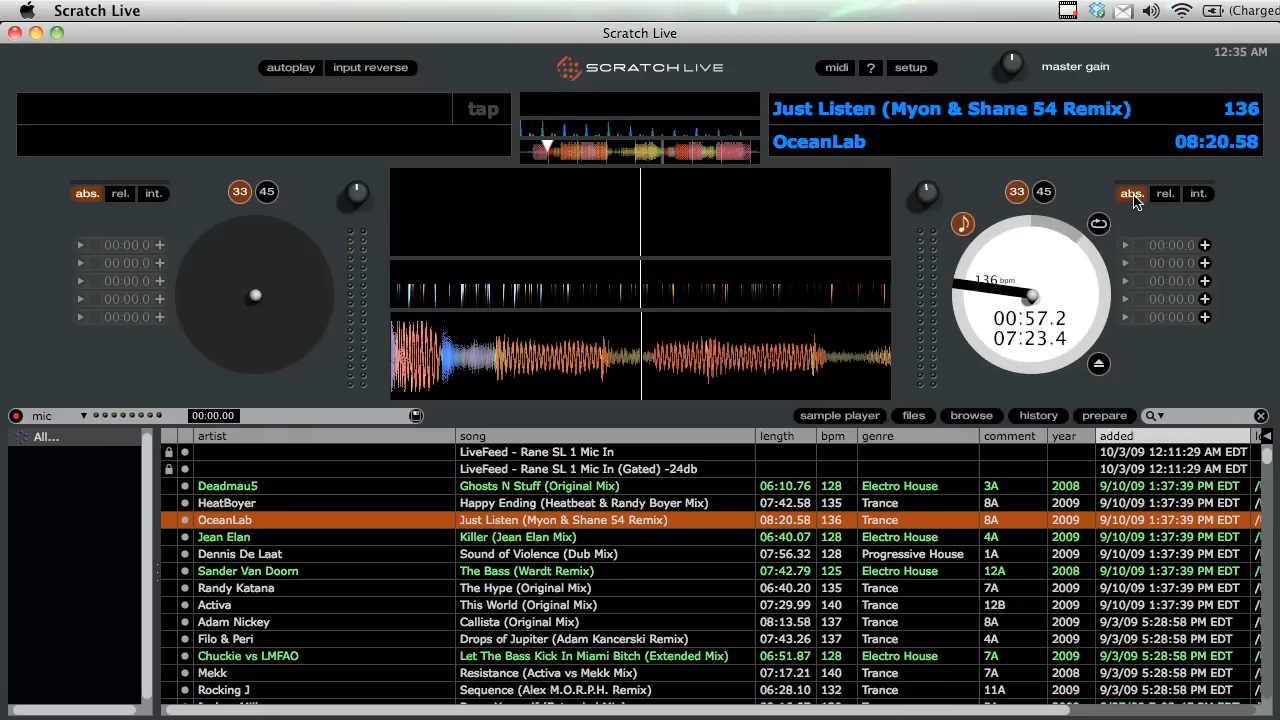 Scratch Live
(Charged
Scratch Live
12:35 AM
autoplay
input reverse
SCRATCH LIVE
midi
?
setup
master gain
tap
Just Listen (Myon & Shane 54 Remix) 136
OceanLab 08:20.58
abs. rel. int.
33 45
33 45
abs. rel. int.
00:00.0 +
00:00.0 +
00:00.0 +
00:00.0 +
00:00.0 +
136 bpm
00:57.2
07:23.4
00:00.0 +
00:00.0 +
00:00.0 +
00:00.0 +
00:00.0 +
mic
00:00.00
sample player
files
browse
history
prepare
All...
artist song length bpm genre comment year added
LiveFeed - Rane SL 1 Mic In 10/3/09 12:11:29 AM EDT
LiveFeed - Rane SL 1 Mic In (Gated) -24db 10/3/09 12:11:29 AM EDT
Deadmau5 Ghosts N Stuff (Original Mix) 06:10.76 128 Electro House 3A 2008 9/10/09 1:37:39 PM EDT
HeatBoyer Happy Ending (Heatbeat & Randy Boyer Mix) 07:42.58 135 Trance 8A 2009 9/10/09 1:37:39 PM EDT
OceanLab Just Listen (Myon & Shane 54 Remix) 08:20.58 136 Trance 8A 2009 9/10/09 1:37:39 PM EDT
Jean Elan Killer (Jean Elan Mix) 06:40.07 128 Electro House 4A 2009 9/10/09 1:37:39 PM EDT
Dennis De Laat Sound of Violence (Dub Mix) 07:56.32 128 Progressive House 1A 2009 9/10/09 1:37:39 PM EDT
Sander Van Doorn The Bass (Wardt Remix) 07:42.79 125 Electro House 12A 2008 9/10/09 1:37:39 PM EDT
Randy Katana The Hype (Original Mix) 06:40.20 135 Trance 7A 2009 9/10/09 1:37:39 PM EDT
Activa This World (Original Mix) 07:29.99 140 Trance 12B 2009 9/10/09 1:37:39 PM EDT
Adam Nickey Callista (Original Mix) 08:13.58 137 Trance 8A 2009 9/3/09 5:28:58 PM EDT
Filo & Peri Drops of Jupiter (Adam Kancerski Remix) 07:43.26 137 Trance 4A 2009 9/3/09 5:28:58 PM EDT
Chuckie vs LMFAO Let The Bass Kick In Miami Bitch (Extended Mix) 06:51.87 128 Electro House 7A 2009 9/3/09 5:28:58 PM EDT
Mekk Resistance (Activa vs Mekk Mix) 07:17.21 140 Trance 7A 2008 9/3/09 5:28:58 PM EDT
Rocking J Sequence (Alex M.O.R.P.H. Remix) 06:28.10 132 Trance 11A 2009 9/3/09 5:28:58 PM EDT